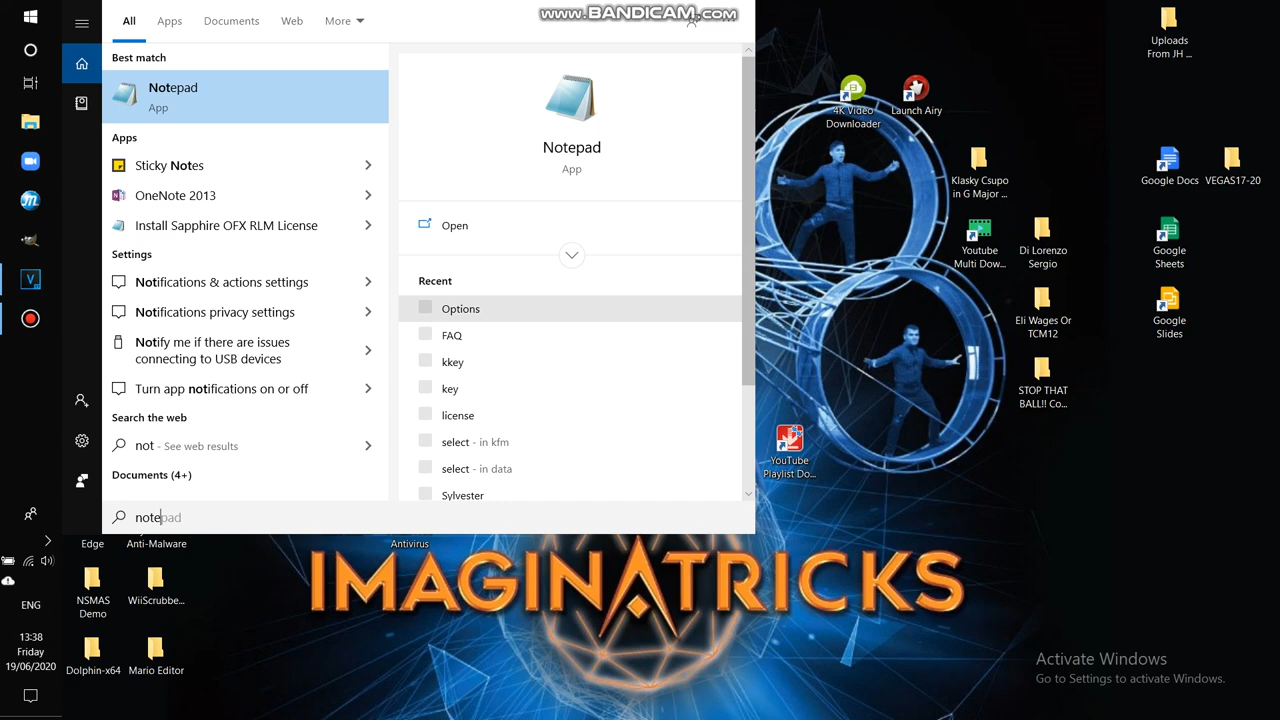 All Apps Documents Web More
www.BANDICAM.com
Best match
Notepad
App
Apps
Sticky Notes
OneNote 2013
Install Sapphire OFX RLM License
Settings
Notifications & actions settings
Notifications privacy settings
Notify me if there are issues
connecting to USB devices
Turn app notifications on or off
Search the web
not - See web results
Documents (4+)
notepad
Notepad
App
Open
Recent
Options
FAQ
kkey
key
license
select - in kfm
select - in data
Sylvester
Uploads
From JH ...
4K Video
Downloader
Launch Airy
Klasky Csupo
in G Major ...
Google Docs
VEGAS17-20
Youtube
Multi Dow...
Di Lorenzo
Sergio
Google
Sheets
Eli Wages Or
TCM12
Google
Slides
STOP THAT
BALL!! Co...
YouTube
Playlist Do...
Edge
Anti-Malware
Antivirus
NSMAS
Demo
WiiScrubbe...
Dolphin-x64
Mario Editor
IMAGINATRICKS
Activate Windows
Go to Settings to activate Windows.
ENG
13:38
Friday
19/06/2020